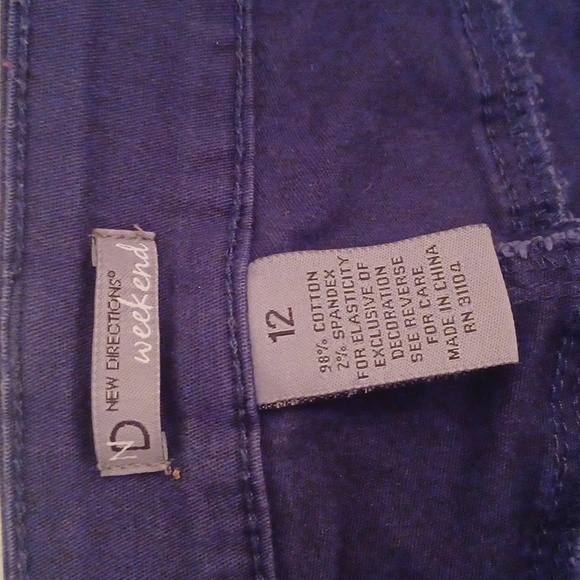 ND NEW DIRECTIONS®
weekend
12
98% COTTON
2% SPANDEX
FOR ELASTICITY
EXCLUSIVE OF
DECORATION
SEE REVERSE
FOR CARE
MADE IN CHINA
RN 31104